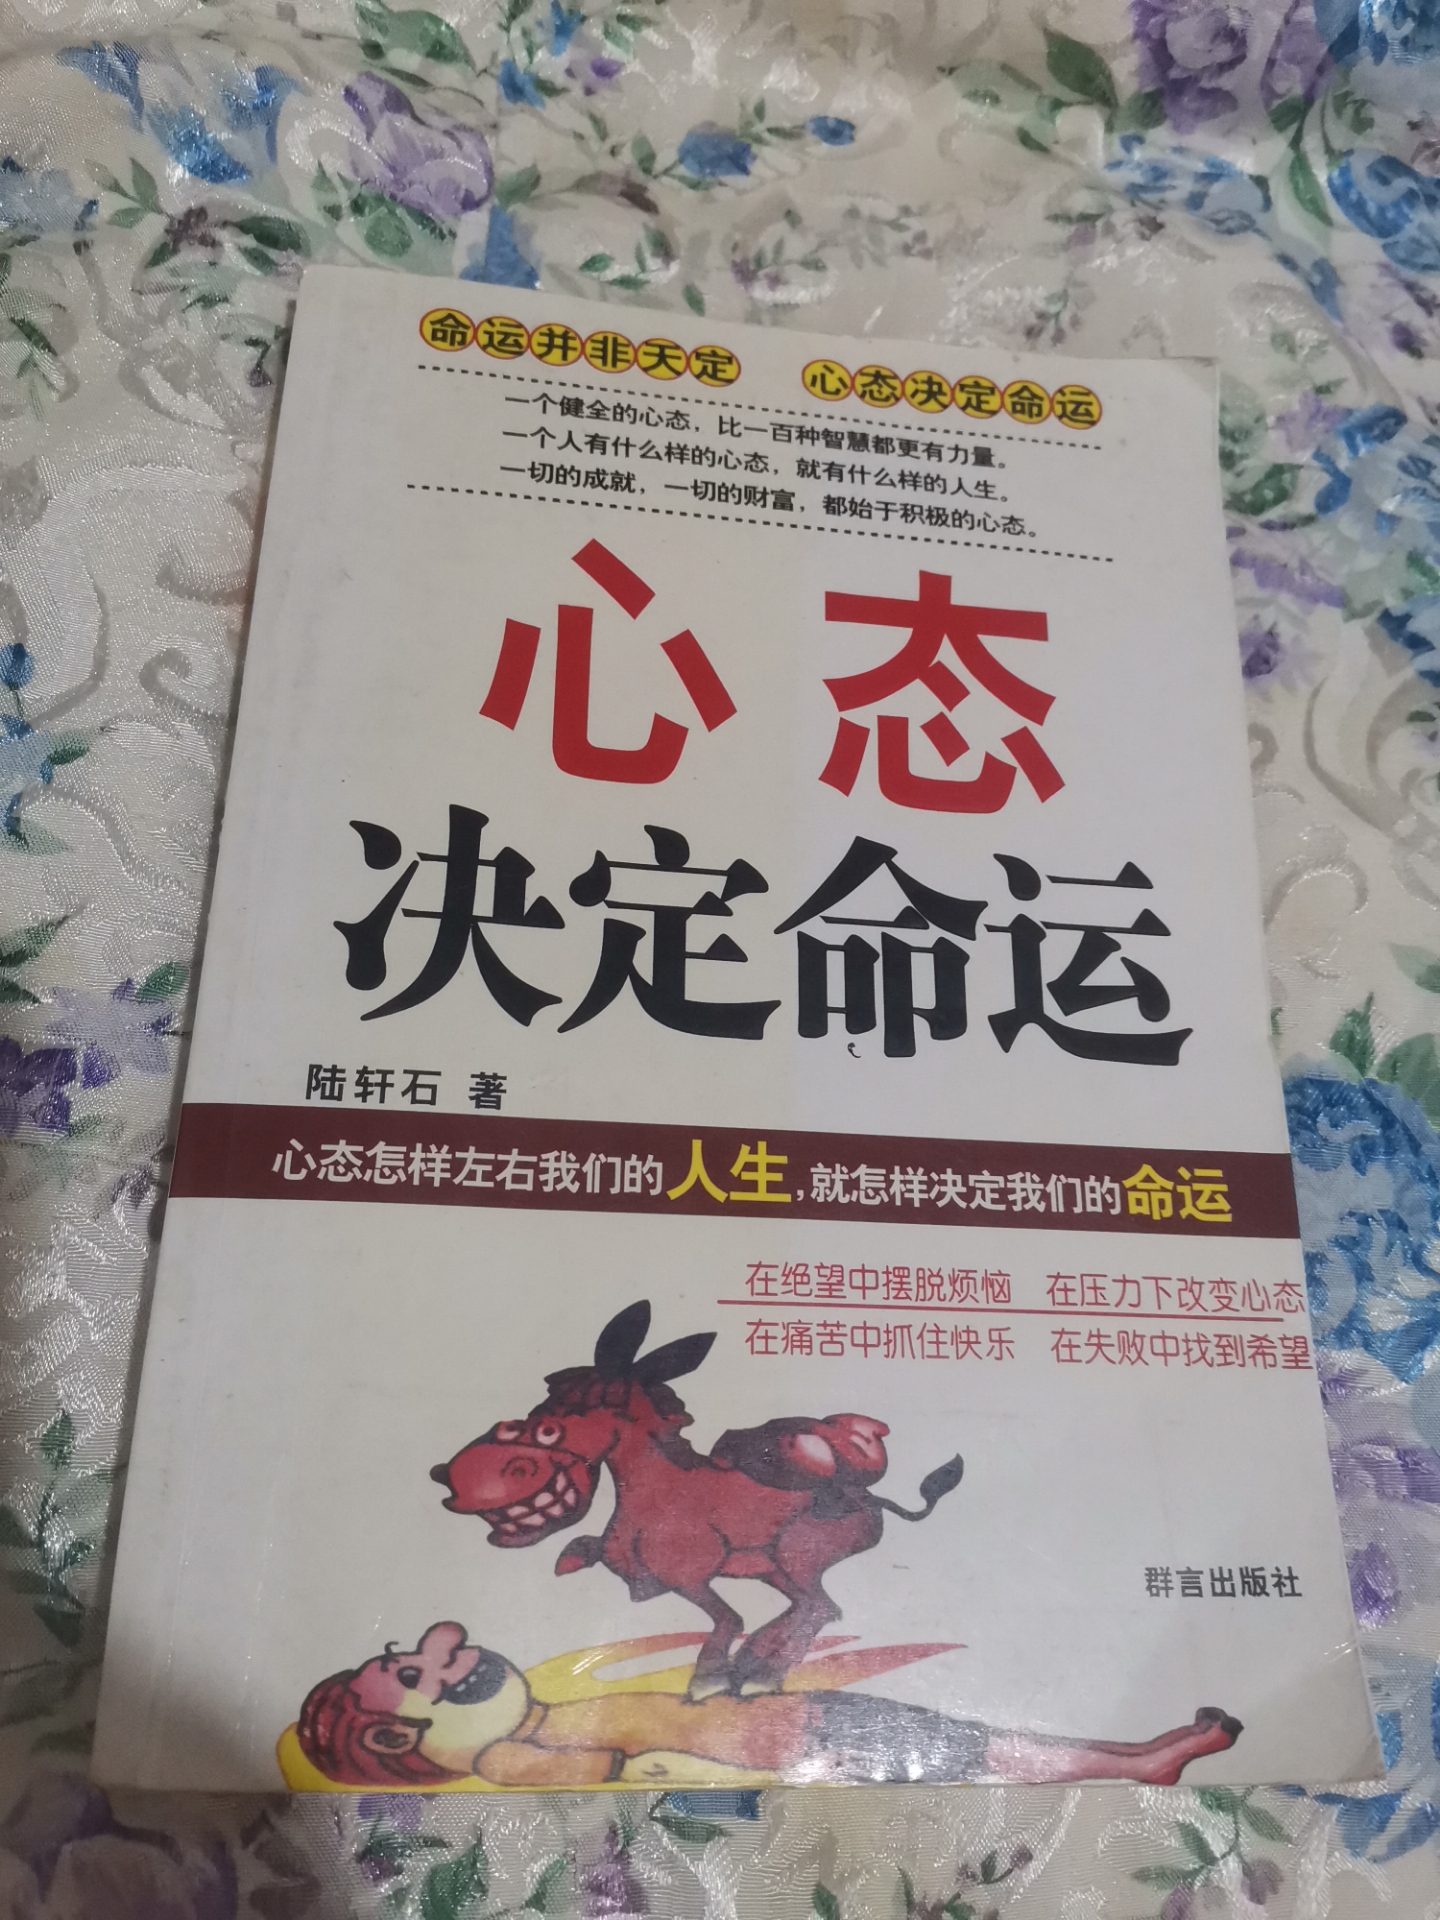 命运并非天定 心态决定命运
一个健全的心态，比一百种智慧都更有力量。
一个人有什么样的心态，就有什么样的人生。
一切的成就，一切的财富，都始于积极的心态。
心态
决定命运
陆轩石 著
心态怎样左右我们的人生，就怎样决定我们的命运
在绝望中摆脱烦恼 在压力下改变心态
在痛苦中抓住快乐 在失败中找到希望
群言出版社